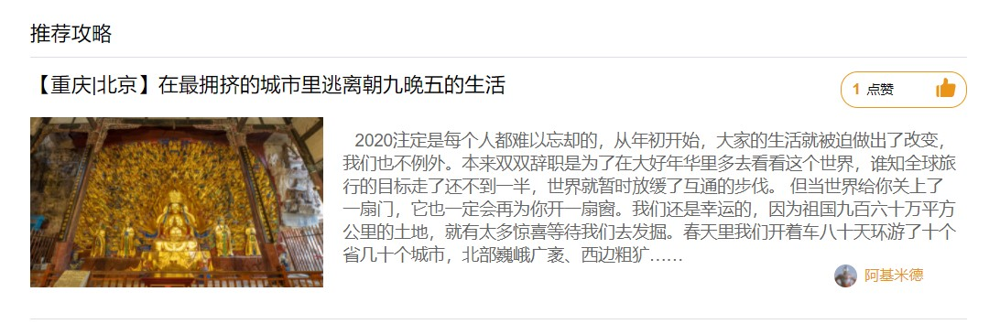 推荐攻略
【重庆|北京】在最拥挤的城市里逃离朝九晚五的生活
1 点赞
2020注定是每个人都难以忘却的，从年初开始，大家的生活就被迫做出了改变，
我们也不例外。本来双双辞职是为了在大好年华里多去看看这个世界，谁知全球旅
行的目标走了还不到一半，世界就暂时放缓了互通的步伐。 但当世界给你关上了
一扇门，它也一定会再为你开一扇窗。我们还是幸运的，因为祖国九百六十万平方
公里的土地，就有太多惊喜等待我们去发掘。春天里我们开着车八十天环游了十个
省几十个城市，北部巍峨广袤、西边粗犷……
阿基米德